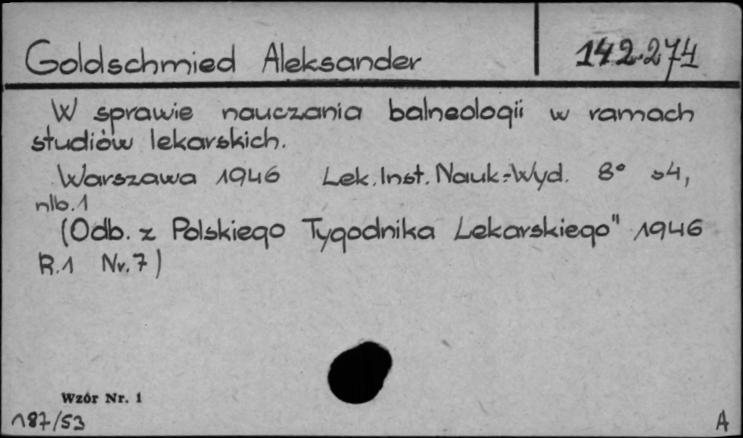 Goldschmied Aleksander 142.274
W sprawie nauczania balneologii w ramach
studiów lekarskich.
Warszawa 1946 Lek.Inst.Nauk.-Wyd. 8° s4,
nlb.1
(Odb. z Polskiego Tygodnika Lekarskiego" 1946
R.1 Nr.7)
Wzór Nr. 1
187/53 A